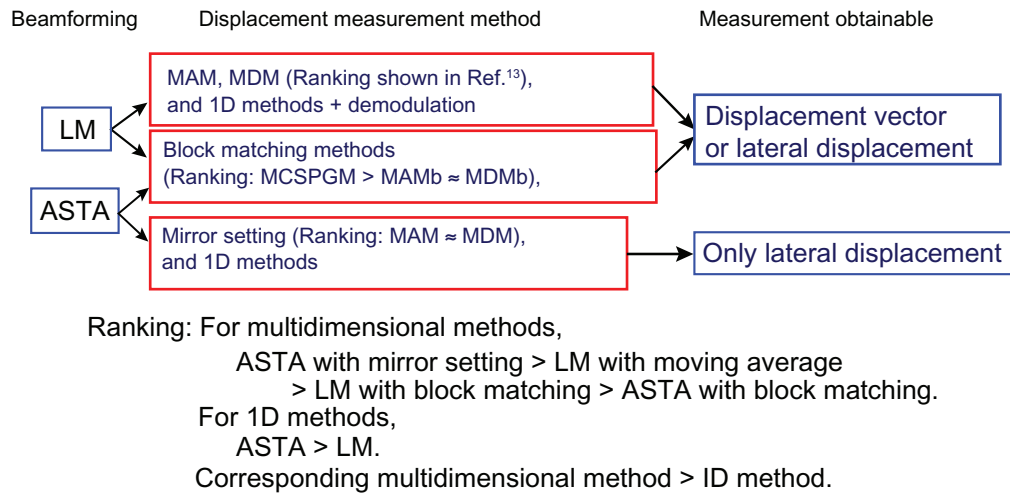 Beamforming Displacement measurement method Measurement obtainable
MAM, MDM (Ranking shown in Ref.¹³),
and 1D methods + demodulation
LM
Displacement vector
or lateral displacement
Block matching methods
(Ranking: MCSPGM > MAMb ≈ MDMb),
ASTA
Mirror setting (Ranking: MAM ≈ MDM),
and 1D methods
Only lateral displacement
Ranking: For multidimensional methods,
ASTA with mirror setting > LM with moving average
> LM with block matching > ASTA with block matching.
For 1D methods,
ASTA > LM.
Corresponding multidimensional method > ID method.